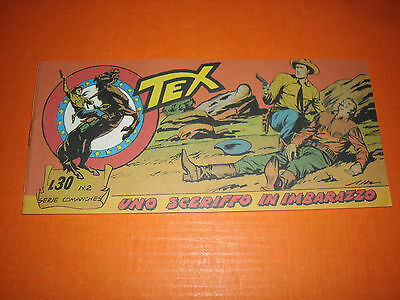 TEX
L.30
N.2
SERIE COMANCHES
UNO SCERIFFO IN IMBARAZZO